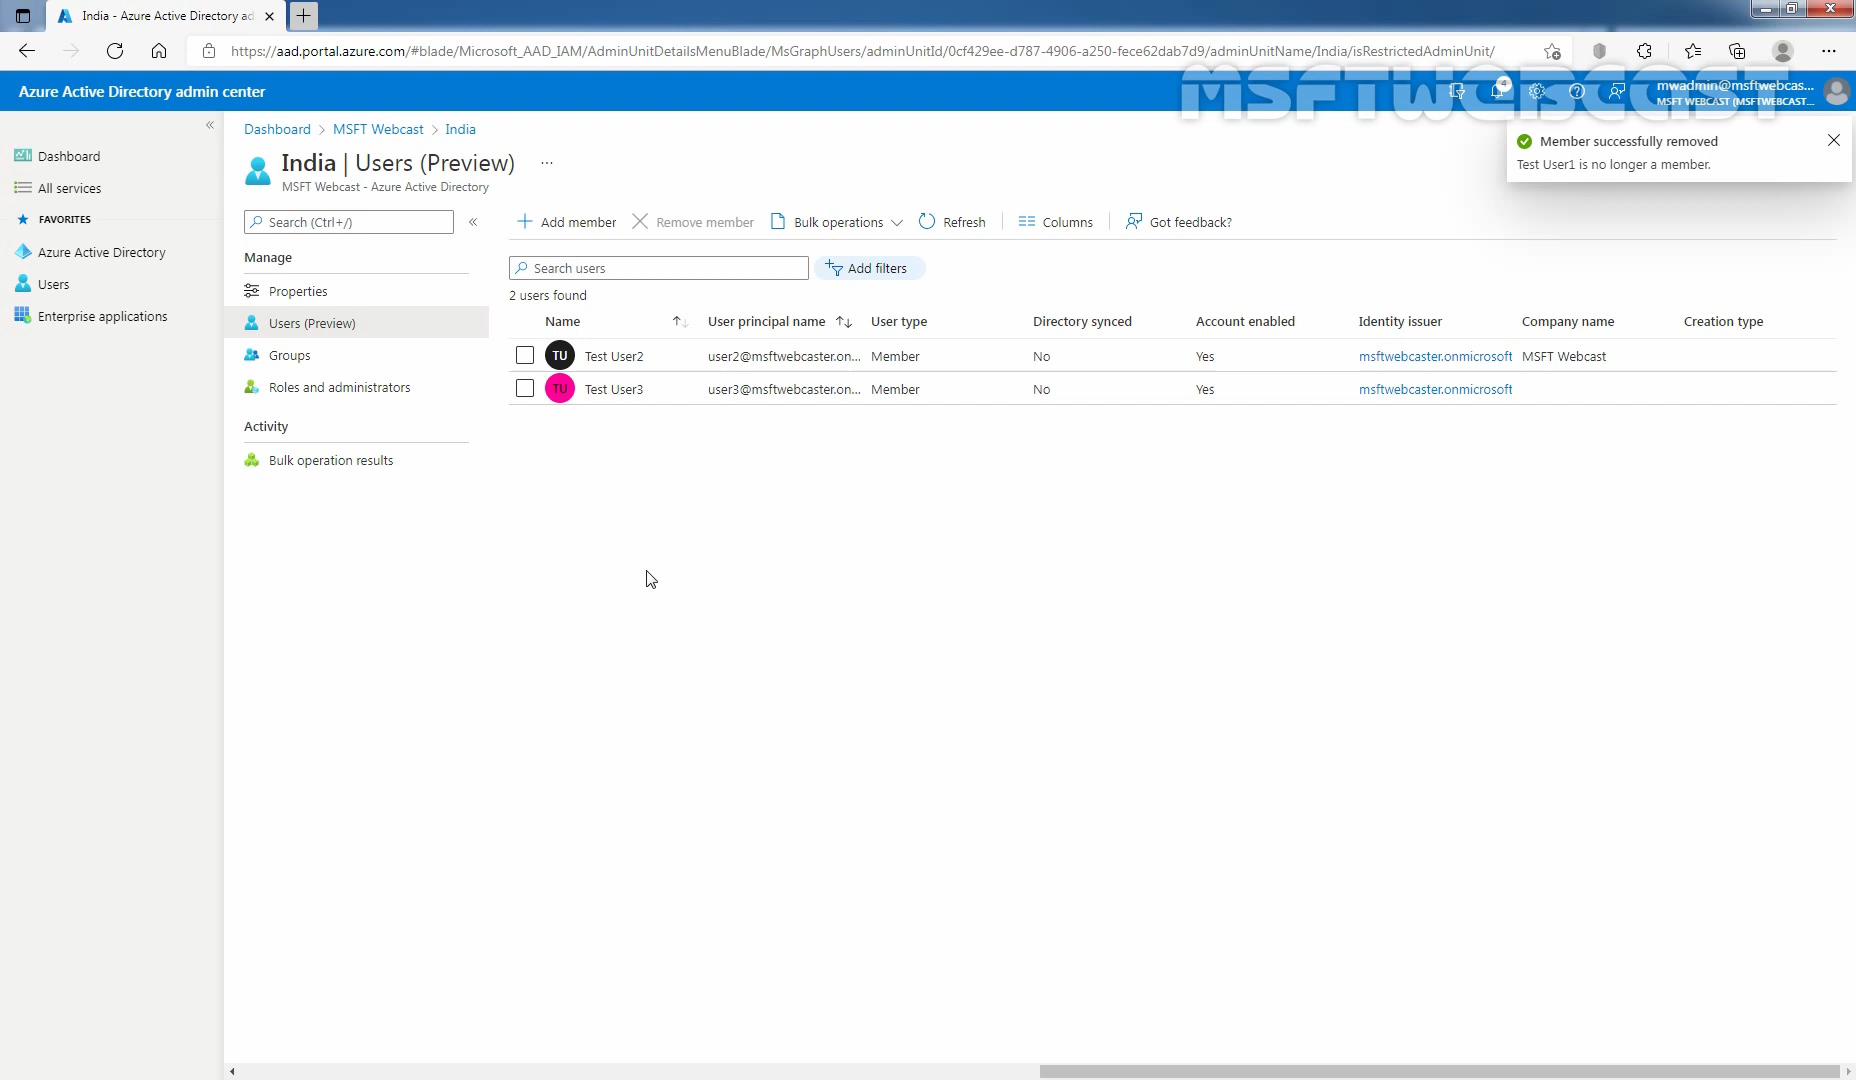 India - Azure Active Directory ad
https://aad.portal.azure.com/#blade/Microsoft_AAD_IAM/AdminUnitDetailsMenuBlade/MsGraphUsers/adminUnitId/0cf429ee-d787-4906-a250-fece62dab7d9/adminUnitName/India/isRestrictedAdminUnit/
MSFTWEBCAST
Azure Active Directory admin center
4
mwadmin@msftwebcas...
MSFT WEBCAST (MSFTWEBCAST....
Member successfully removed
Test User1 is no longer a member.
Dashboard
All services
FAVORITES
Azure Active Directory
Users
Enterprise applications
Dashboard > MSFT Webcast > India
India | Users (Preview) ...
MSFT Webcast - Azure Active Directory
Search (Ctrl+/)
Manage
Properties
Users (Preview)
Groups
Roles and administrators
Activity
Bulk operation results
Add member Remove member Bulk operations Refresh Columns Got feedback?
Search users Add filters
2 users found
Name User principal name User type Directory synced Account enabled Identity issuer Company name Creation type
TU Test User2 user2@msftwebcaster.on... Member No Yes msftwebcaster.onmicrosoft MSFT Webcast
TU Test User3 user3@msftwebcaster.on... Member No Yes msftwebcaster.onmicrosoft